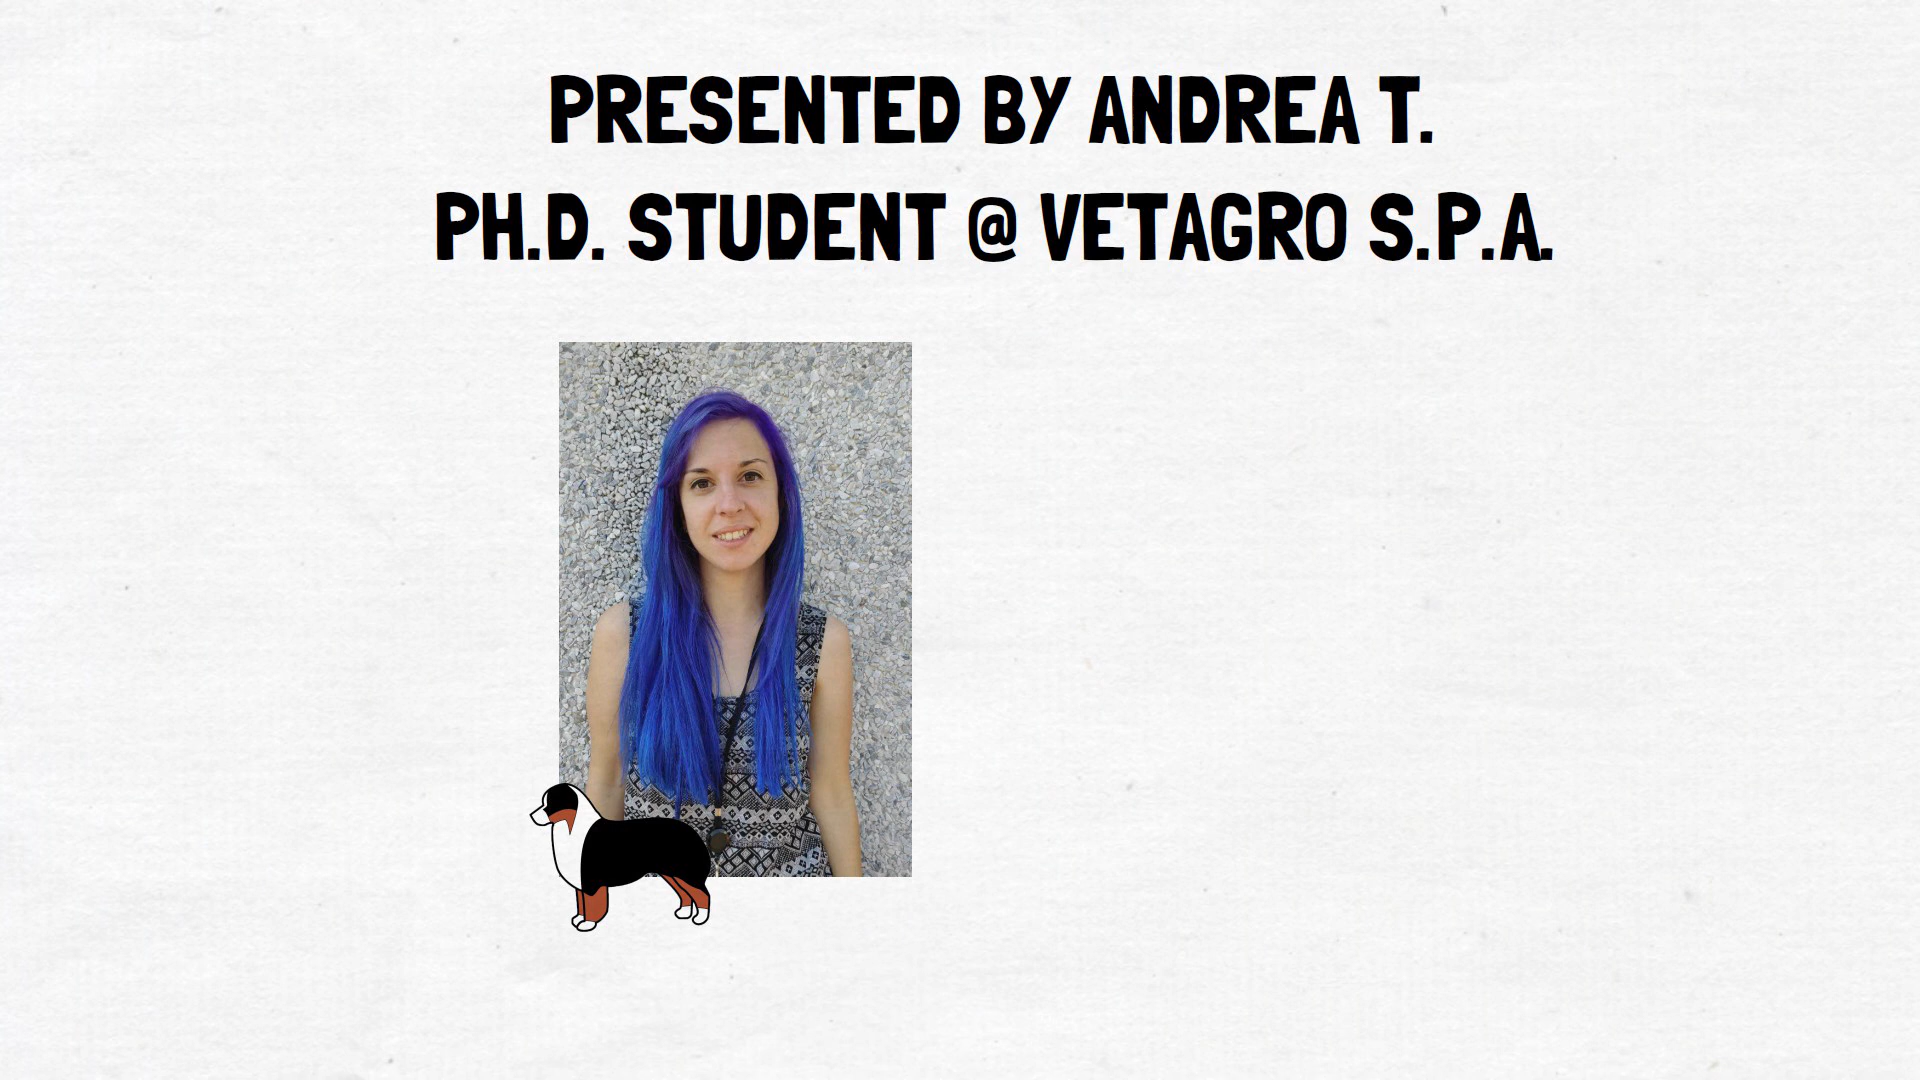 PRESENTED BY ANDREA T.
PH.D. STUDENT @ VETAGRO S.P.A.